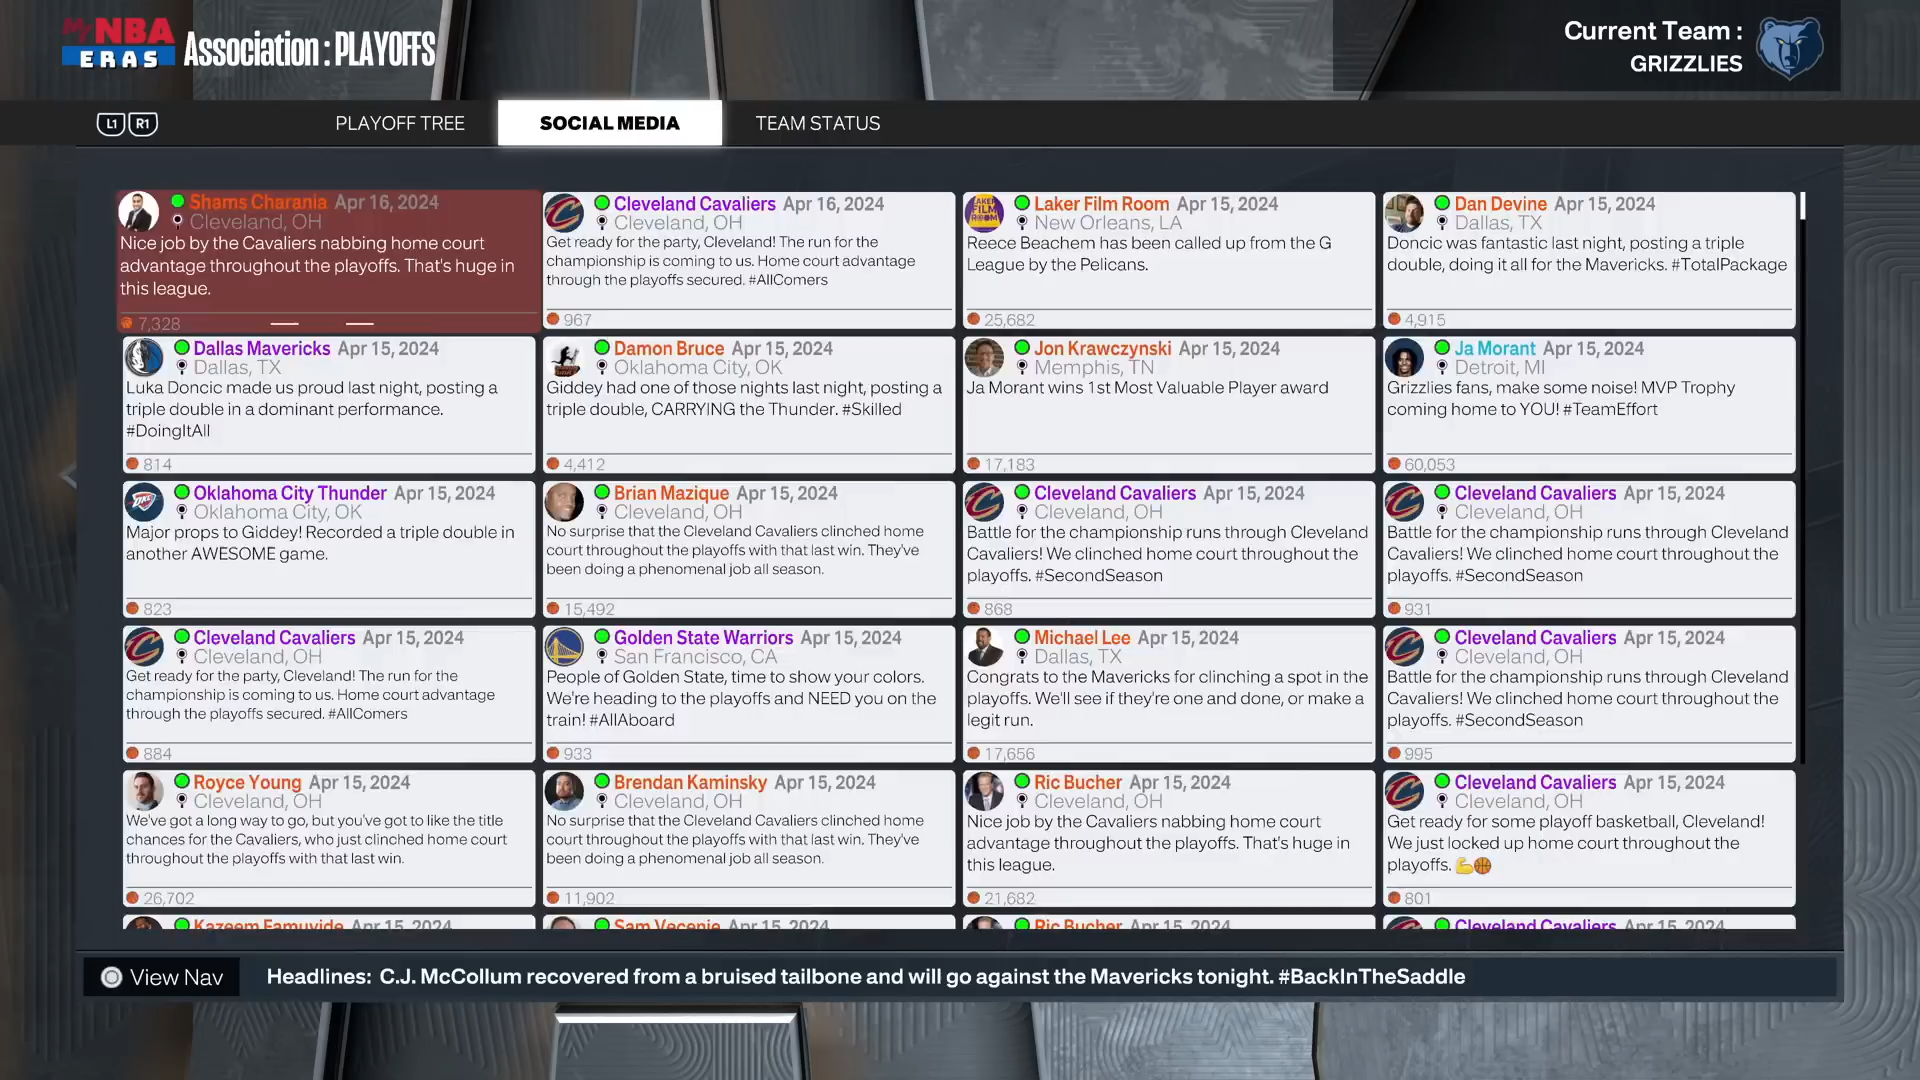 MyNBA
ERAS
Association : PLAYOFFS
Current Team :
GRIZZLIES
L1 R1
PLAYOFF TREE
SOCIAL MEDIA
TEAM STATUS
Shams Charania Apr 16, 2024
Cleveland, OH
Nice job by the Cavaliers nabbing home court
advantage throughout the playoffs. That's huge in
this league.
7,328
Cleveland Cavaliers Apr 16, 2024
Cleveland, OH
Get ready for the party, Cleveland! The run for the
championship is coming to us. Home court advantage
through the playoffs secured. #AllComers
967
Laker Film Room Apr 15, 2024
New Orleans, LA
Reece Beachem has been called up from the G
League by the Pelicans.
25,682
Dan Devine Apr 15, 2024
Dallas, TX
Doncic was fantastic last night, posting a triple
double, doing it all for the Mavericks. #TotalPackage
4,915
Dallas Mavericks Apr 15, 2024
Dallas, TX
Luka Doncic made us proud last night, posting a
triple double in a dominant performance.
#DoingItAll
814
Damon Bruce Apr 15, 2024
Oklahoma City, OK
Giddey had one of those nights last night, posting a
triple double, CARRYING the Thunder. #Skilled
4,412
Jon Krawczynski Apr 15, 2024
Memphis, TN
Ja Morant wins 1st Most Valuable Player award
17,183
Ja Morant Apr 15, 2024
Detroit, MI
Grizzlies fans, make some noise! MVP Trophy
coming home to YOU! #TeamEffort
60,053
Oklahoma City Thunder Apr 15, 2024
Oklahoma City, OK
Major props to Giddey! Recorded a triple double in
another AWESOME game.
823
Brian Mazique Apr 15, 2024
Cleveland, OH
No surprise that the Cleveland Cavaliers clinched home
court throughout the playoffs with that last win. They've
been doing a phenomenal job all season.
15,492
Cleveland Cavaliers Apr 15, 2024
Cleveland, OH
Battle for the championship runs through Cleveland
Cavaliers! We clinched home court throughout the
playoffs. #SecondSeason
868
Cleveland Cavaliers Apr 15, 2024
Cleveland, OH
Battle for the championship runs through Cleveland
Cavaliers! We clinched home court throughout the
playoffs. #SecondSeason
931
Cleveland Cavaliers Apr 15, 2024
Cleveland, OH
Get ready for the party, Cleveland! The run for the
championship is coming to us. Home court advantage
through the playoffs secured. #AllComers
884
Golden State Warriors Apr 15, 2024
San Francisco, CA
People of Golden State, time to show your colors.
We're heading to the playoffs and NEED you on the
train! #AllAboard
933
Michael Lee Apr 15, 2024
Dallas, TX
Congrats to the Mavericks for clinching a spot in the
playoffs. We'll see if they're one and done, or make a
legit run.
17,656
Cleveland Cavaliers Apr 15, 2024
Cleveland, OH
Battle for the championship runs through Cleveland
Cavaliers! We clinched home court throughout the
playoffs. #SecondSeason
995
Royce Young Apr 15, 2024
Cleveland, OH
We've got a long way to go, but you've got to like the title
chances for the Cavaliers, who just clinched home court
throughout the playoffs with that last win.
26,702
Brendan Kaminsky Apr 15, 2024
Cleveland, OH
No surprise that the Cleveland Cavaliers clinched home
court throughout the playoffs with that last win. They've
been doing a phenomenal job all season.
11,902
Ric Bucher Apr 15, 2024
Cleveland, OH
Nice job by the Cavaliers nabbing home court
advantage throughout the playoffs. That's huge in
this league.
21,682
Cleveland Cavaliers Apr 15, 2024
Cleveland, OH
Get ready for some playoff basketball, Cleveland!
We just locked up home court throughout the
playoffs. 💪🏀
801
Kazeem Famuyide Apr 15, 2024
Sam Vecenie Apr 15, 2024
Ric Bucher Apr 15, 2024
Cleveland Cavaliers Apr 15, 2024
View Nav
Headlines: C.J. McCollum recovered from a bruised tailbone and will go against the Mavericks tonight. #BackInTheSaddle